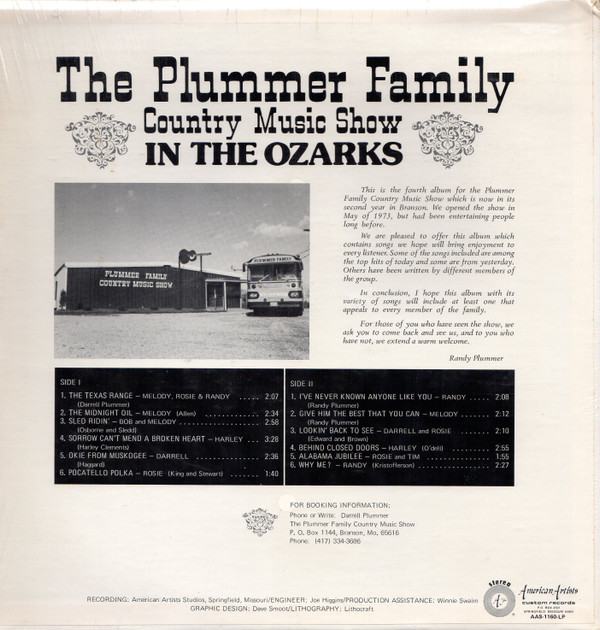 The Plummer Family
Country Music Show
IN THE OZARKS
This is the fourth album for the Plummer
Family Country Music Show which is now in its
second year in Branson. We opened the show in
May of 1973, but had been entertaining people
long before.
We are pleased to offer this album which
contains songs we hope will bring enjoyment to
every listener. Some of the songs included are among
the top hits of today and some are from yesterday.
Others have been written by different members of
the group.
In conclusion, I hope this album with its
variety of songs will include at least one that
appeals to every member of the family.
For those of you who have seen the show, we
ask you to come back and see us, and to you who
have not, we extend a warm welcome.
Randy Plummer
PLUMMER FAMILY
COUNTRY MUSIC SHOW
PLUMMER FAMILY
SIDE I
1. THE TEXAS RANGE – MELODY, ROSIE & RANDY ..... 2:07
(Darrell Plummer)
2. THE MIDNIGHT OIL – MELODY (Allen) ..... 2:34
3. SLED RIDIN' – BOB and MELODY ..... 2:58
(Osborne and Sledd)
4. SORROW CAN'T MEND A BROKEN HEART – HARLEY ..... 3:28
(Harley Clements)
5. OKIE FROM MUSKOGEE – DARRELL ..... 2:36
(Haggard)
6. POCATELLO POLKA – ROSIE (King and Stewart) ..... 1:40
SIDE II
1. I'VE NEVER KNOWN ANYONE LIKE YOU – RANDY ..... 2:08
(Randy Plummer)
2. GIVE HIM THE BEST THAT YOU CAN – MELODY ..... 2:12
(Randy Plummer)
3. LOOKIN' BACK TO SEE – DARRELL and ROSIE ..... 2:10
(Edward and Brown)
4. BEHIND CLOSED DOORS – HARLEY (O'dell) ..... 2:55
5. ALABAMA JUBILEE – ROSIE and TIM ..... 1:55
6. WHY ME? – RANDY (Kristofferson) ..... 2:27
FOR BOOKING INFORMATION:
Phone or Write: Darrell Plummer
The Plummer Family Country Music Show
P. O. Box 1144, Branson, Mo. 65616
Phone: (417) 334-3686
RECORDING: American Artists Studios, Springfield, Missouri/ENGINEER: Joe Higgins/PRODUCTION ASSISTANCE: Winnie Swaim
GRAPHIC DESIGN: Dave Smoot/LITHOGRAPHY: Lithocraft
stereo
American Artists
custom records
AAS-1160-LP